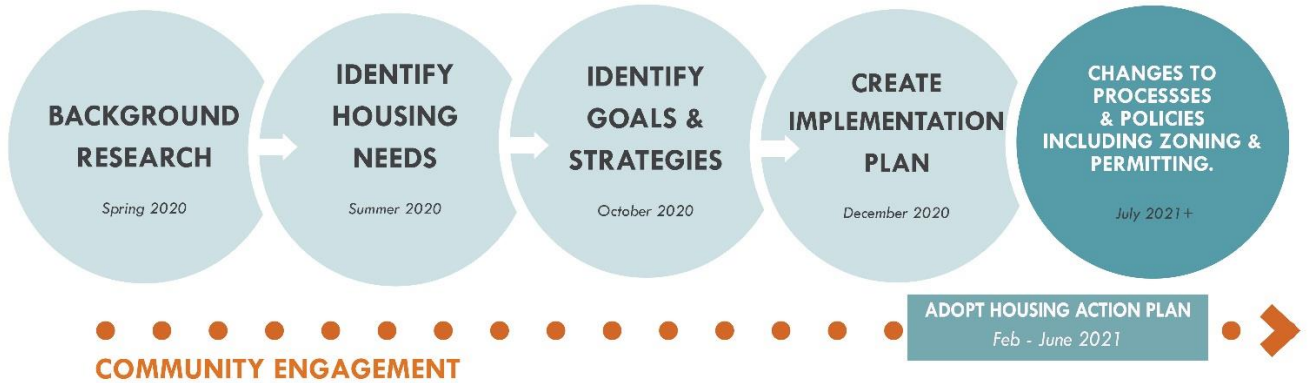 BACKGROUND
RESEARCH
Spring 2020
IDENTIFY
HOUSING
NEEDS
Summer 2020
IDENTIFY
GOALS &
STRATEGIES
October 2020
CREATE
IMPLEMENTATION
PLAN
December 2020
CHANGES TO
PROCESSSES
& POLICIES
INCLUDING ZONING &
PERMITTING.
July 2021+
ADOPT HOUSING ACTION PLAN
Feb - June 2021
COMMUNITY ENGAGEMENT